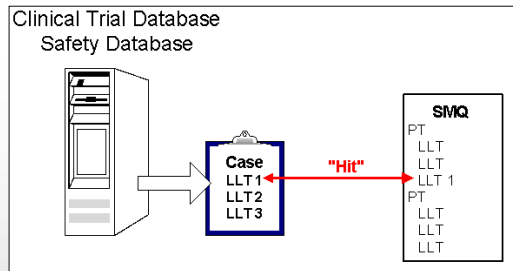 Clinical Trial Database
Safety Database
Case
LLT1
LLT2
LLT3
"Hit"
SMQ
PT
LLT
LLT
LLT 1
PT
LLT
LLT
LLT